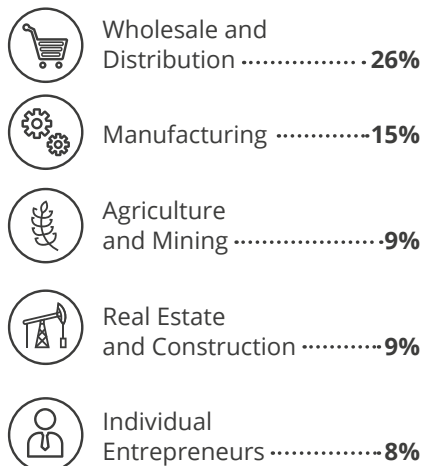 Wholesale and
Distribution 26%
Manufacturing 15%
Agriculture
and Mining 9%
Real Estate
and Construction 9%
Individual
Entrepreneurs 8%